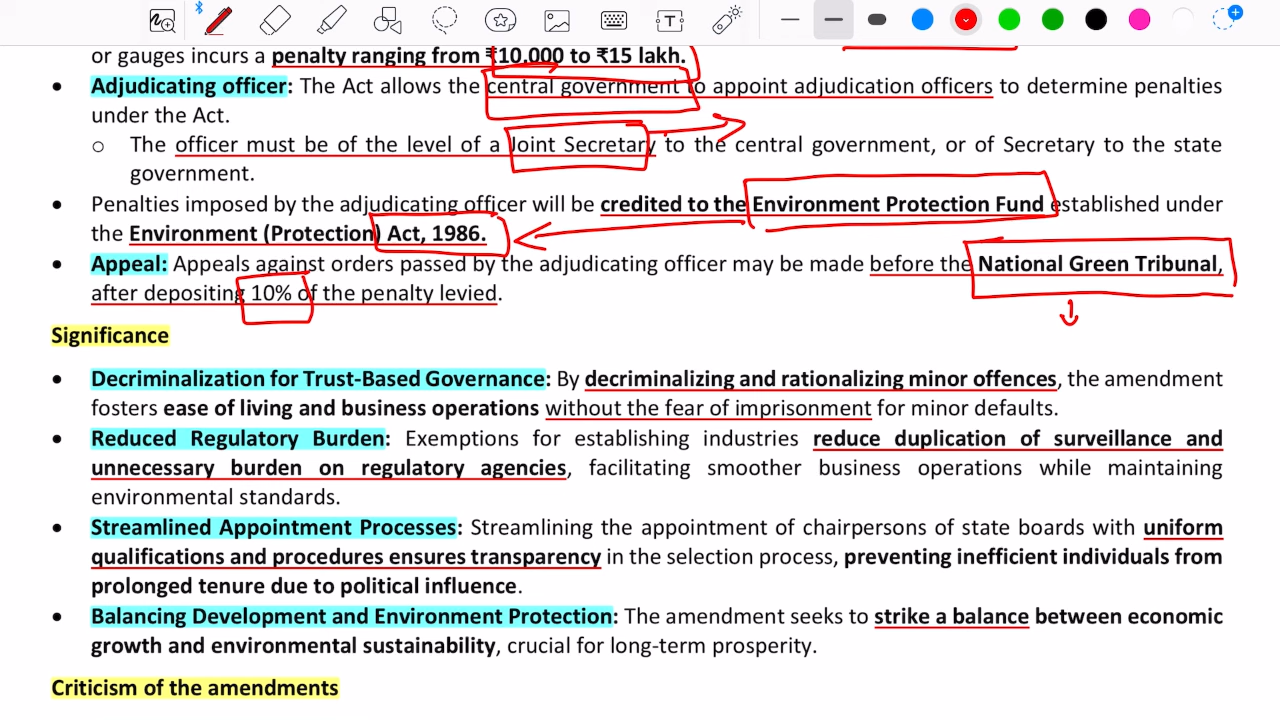 T
or gauges incurs a penalty ranging from ₹10,000 to ₹15 lakh.
• Adjudicating officer: The Act allows the central government to appoint adjudication officers to determine penalties
under the Act.
o The officer must be of the level of a Joint Secretary to the central government, or of Secretary to the state
government.
• Penalties imposed by the adjudicating officer will be credited to the Environment Protection Fund established under
the Environment (Protection) Act, 1986.
• Appeal: Appeals against orders passed by the adjudicating officer may be made before the National Green Tribunal,
after depositing 10% of the penalty levied.
Significance
• Decriminalization for Trust-Based Governance: By decriminalizing and rationalizing minor offences, the amendment
fosters ease of living and business operations without the fear of imprisonment for minor defaults.
• Reduced Regulatory Burden: Exemptions for establishing industries reduce duplication of surveillance and
unnecessary burden on regulatory agencies, facilitating smoother business operations while maintaining
environmental standards.
• Streamlined Appointment Processes: Streamlining the appointment of chairpersons of state boards with uniform
qualifications and procedures ensures transparency in the selection process, preventing inefficient individuals from
prolonged tenure due to political influence.
• Balancing Development and Environment Protection: The amendment seeks to strike a balance between economic
growth and environmental sustainability, crucial for long-term prosperity.
Criticism of the amendments